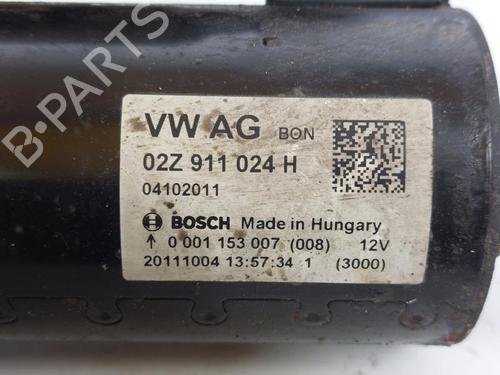 B-PARTS
VW AG BON
02Z 911 024 H
04102011
BOSCH Made in Hungary
↑ 0 001 153 007 (008) 12V
20111004 13:57:34 1 (3000)
B-PARTS